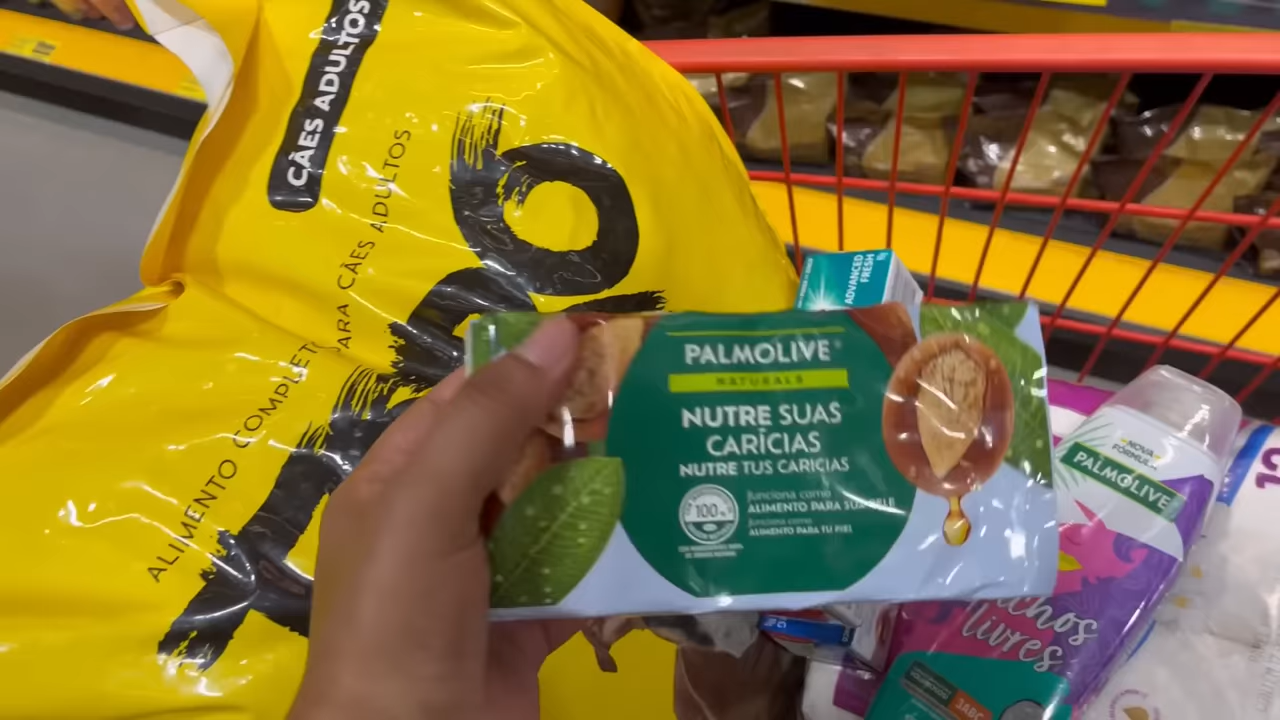 CÃES ADULTOS
ALIMENTO COMPLETO PARA CÃES ADULTOS
ADVANCED
FRESH
PALMOLIVE
NATURALS
NUTRE SUAS
CARÍCIAS
NUTRE TUS CARICIAS
100%
funciona como
ALIMENTO PARA SUA PELE
funciona como
ALIMENTO PARA TU PIEL
NOVA
FÓRMULA
PALMOLIVE
livres
12